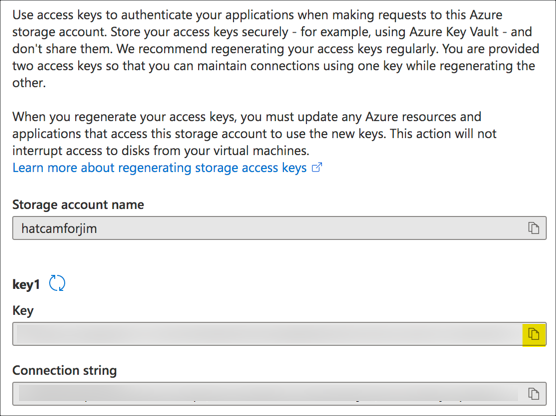 Use access keys to authenticate your applications when making requests to this Azure
storage account. Store your access keys securely - for example, using Azure Key Vault - and
don't share them. We recommend regenerating your access keys regularly. You are provided
two access keys so that you can maintain connections using one key while regenerating the
other.
When you regenerate your access keys, you must update any Azure resources and
applications that access this storage account to use the new keys. This action will not
interrupt access to disks from your virtual machines.
Learn more about regenerating storage access keys
Storage account name
hatcamforjim
key1
Key
Connection string